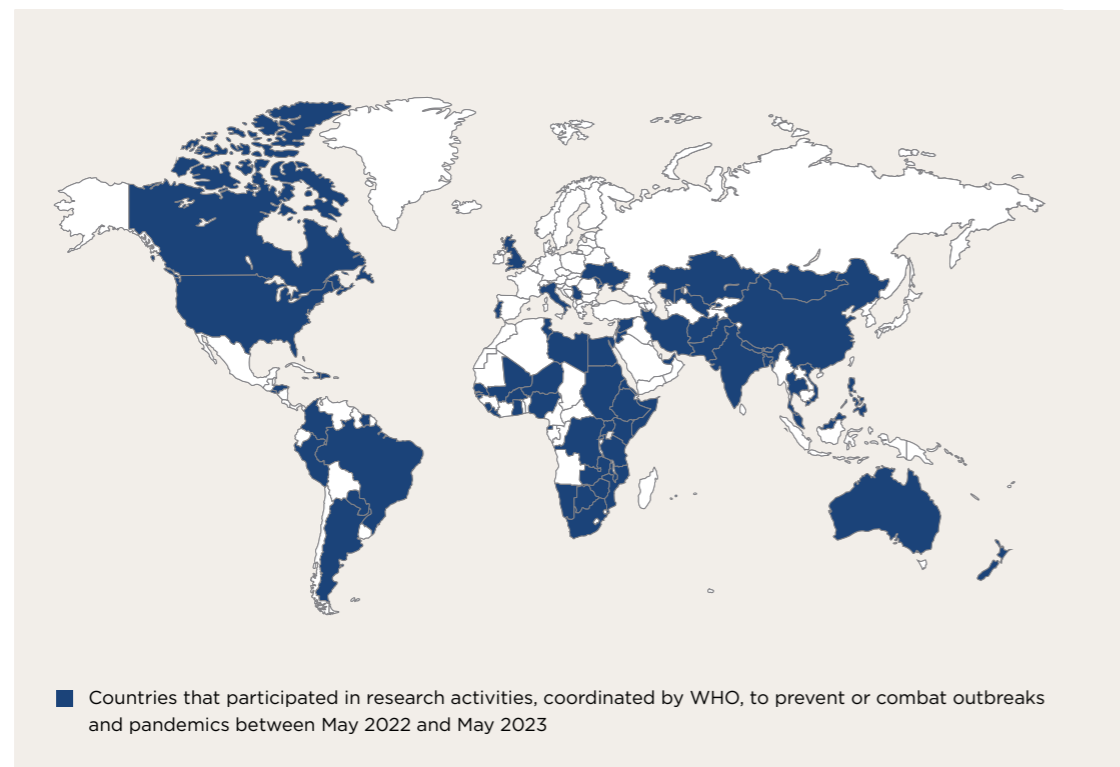 Countries that participated in research activities, coordinated by WHO, to prevent or combat outbreaks
and pandemics between May 2022 and May 2023